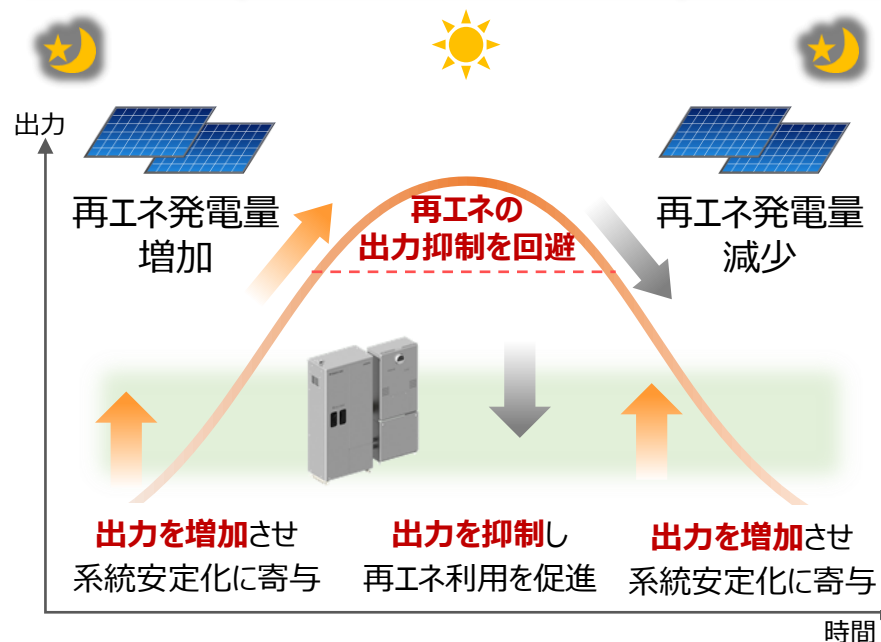 出力
再エネ発電量
増加
再エネの
出力抑制を回避
再エネ発電量
減少
出力を増加させ
系統安定化に寄与
出力を抑制し
再エネ利用を促進
出力を増加させ
系統安定化に寄与
時間